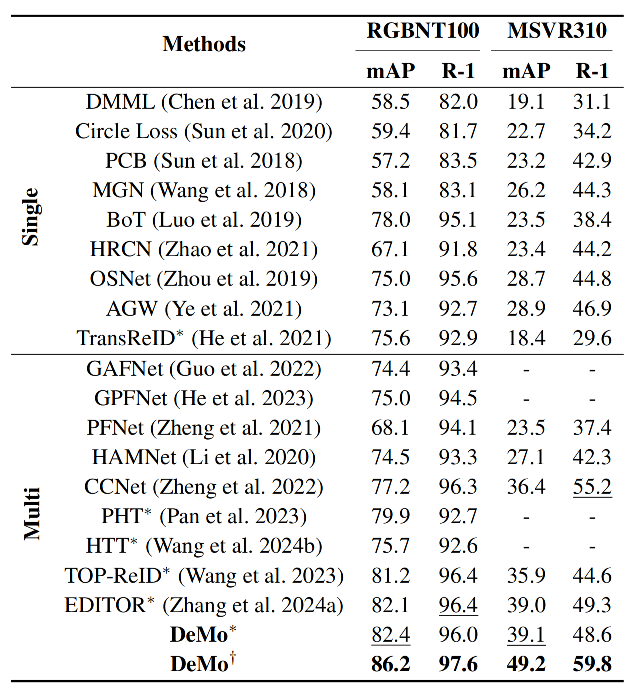 Methods RGBNT100 MSVR310
mAP R-1 mAP R-1
Single
DMML (Chen et al. 2019) 58.5 82.0 19.1 31.1
Circle Loss (Sun et al. 2020) 59.4 81.7 22.7 34.2
PCB (Sun et al. 2018) 57.2 83.5 23.2 42.9
MGN (Wang et al. 2018) 58.1 83.1 26.2 44.3
BoT (Luo et al. 2019) 78.0 95.1 23.5 38.4
HRCN (Zhao et al. 2021) 67.1 91.8 23.4 44.2
OSNet (Zhou et al. 2019) 75.0 95.6 28.7 44.8
AGW (Ye et al. 2021) 73.1 92.7 28.9 46.9
TransReID* (He et al. 2021) 75.6 92.9 18.4 29.6
Multi
GAFNet (Guo et al. 2022) 74.4 93.4 - -
GPFNet (He et al. 2023) 75.0 94.5 - -
PFNet (Zheng et al. 2021) 68.1 94.1 23.5 37.4
HAMNet (Li et al. 2020) 74.5 93.3 27.1 42.3
CCNet (Zheng et al. 2022) 77.2 96.3 36.4 55.2
PHT* (Pan et al. 2023) 79.9 92.7 - -
HTT* (Wang et al. 2024b) 75.7 92.6 - -
TOP-ReID* (Wang et al. 2023) 81.2 96.4 35.9 44.6
EDITOR* (Zhang et al. 2024a) 82.1 96.4 39.0 49.3
DeMo* 82.4 96.0 39.1 48.6
DeMo† 86.2 97.6 49.2 59.8